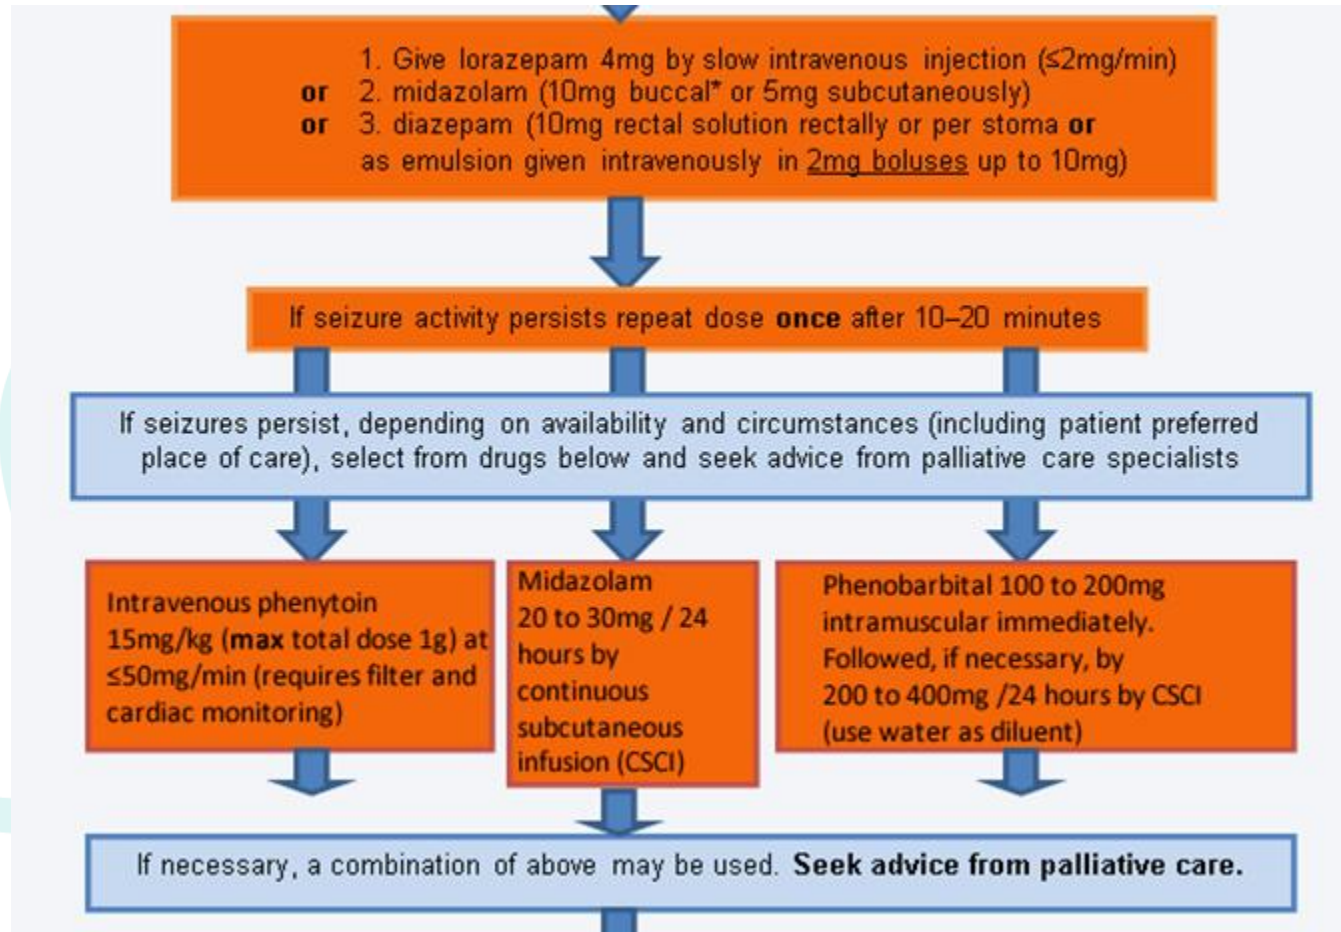 1. Give lorazepam 4mg by slow intravenous injection (≤2mg/min)
or 2. midazolam (10mg buccal* or 5mg subcutaneously)
or 3. diazepam (10mg rectal solution rectally or per stoma or
as emulsion given intravenously in 2mg boluses up to 10mg)
If seizure activity persists repeat dose once after 10–20 minutes
If seizures persist, depending on availability and circumstances (including patient preferred
place of care), select from drugs below and seek advice from palliative care specialists
Intravenous phenytoin
15mg/kg (max total dose 1g) at
≤50mg/min (requires filter and
cardiac monitoring)
Midazolam
20 to 30mg / 24
hours by
continuous
subcutaneous
infusion (CSCI)
Phenobarbital 100 to 200mg
intramuscular immediately.
Followed, if necessary, by
200 to 400mg /24 hours by CSCI
(use water as diluent)
If necessary, a combination of above may be used. Seek advice from palliative care.